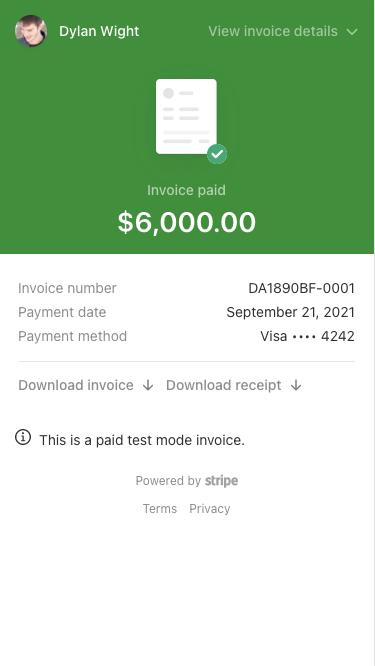 Dylan Wight View invoice details
Invoice paid
$6,000.00
Invoice number DA1890BF-0001
Payment date September 21, 2021
Payment method Visa •••• 4242
Download invoice Download receipt
This is a paid test mode invoice.
Powered by stripe
Terms Privacy